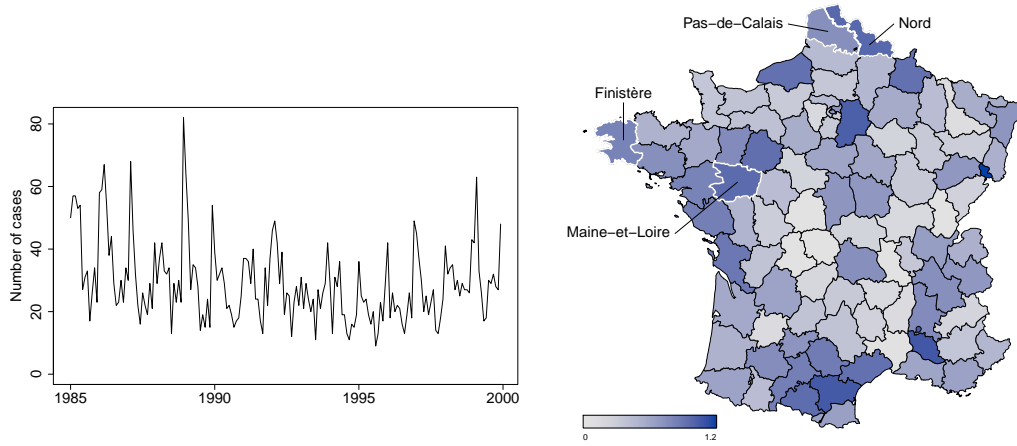 Number of cases
80
60
40
20
0
1985
1990
1995
2000
Pas−de−Calais
Nord
Finistère
Maine−et−Loire
0
1.2